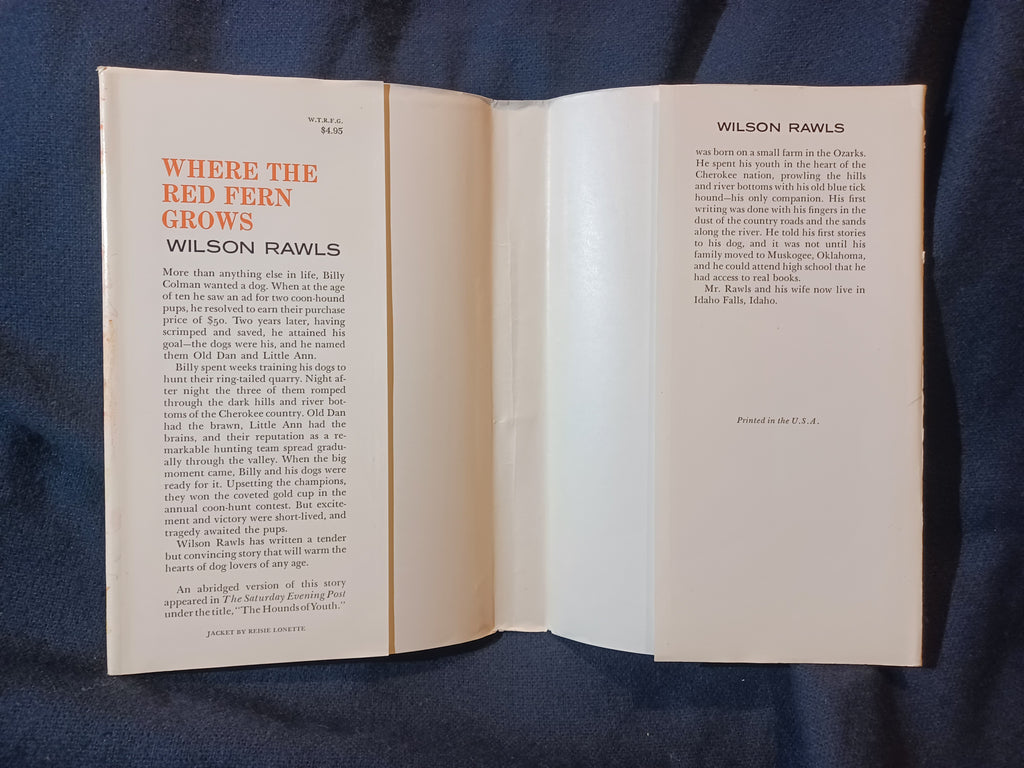 W.T.R.F.G.
$4.95
WHERE THE
RED FERN
GROWS
WILSON RAWLS
More than anything else in life, Billy
Colman wanted a dog. When at the age
of ten he saw an ad for two coon-hound
pups, he resolved to earn their purchase
price of $50. Two years later, having
scrimped and saved, he attained his
goal—the dogs were his, and he named
them Old Dan and Little Ann.
Billy spent weeks training his dogs to
hunt their ring-tailed quarry. Night af-
ter night the three of them romped
through the dark hills and river bot-
toms of the Cherokee country. Old Dan
had the brawn, Little Ann had the
brains, and their reputation as a re-
markable hunting team spread gradu-
ally through the valley. When the big
moment came, Billy and his dogs were
ready for it. Upsetting the champions,
they won the coveted gold cup in the
annual coon-hunt contest. But excite-
ment and victory were short-lived, and
tragedy awaited the pups.
Wilson Rawls has written a tender
but convincing story that will warm the
hearts of dog lovers of any age.
An abridged version of this story
appeared in The Saturday Evening Post
under the title, "The Hounds of Youth."
JACKET BY REISIE LONETTE
WILSON RAWLS
was born on a small farm in the Ozarks.
He spent his youth in the heart of the
Cherokee nation, prowling the hills
and river bottoms with his old blue tick
hound—his only companion. His first
writing was done with his fingers in the
dust of the country roads and the sands
along the river. He told his first stories
to his dog, and it was not until his
family moved to Muskogee, Oklahoma,
and he could attend high school that he
had access to real books.
Mr. Rawls and his wife now live in
Idaho Falls, Idaho.
Printed in the U.S.A.